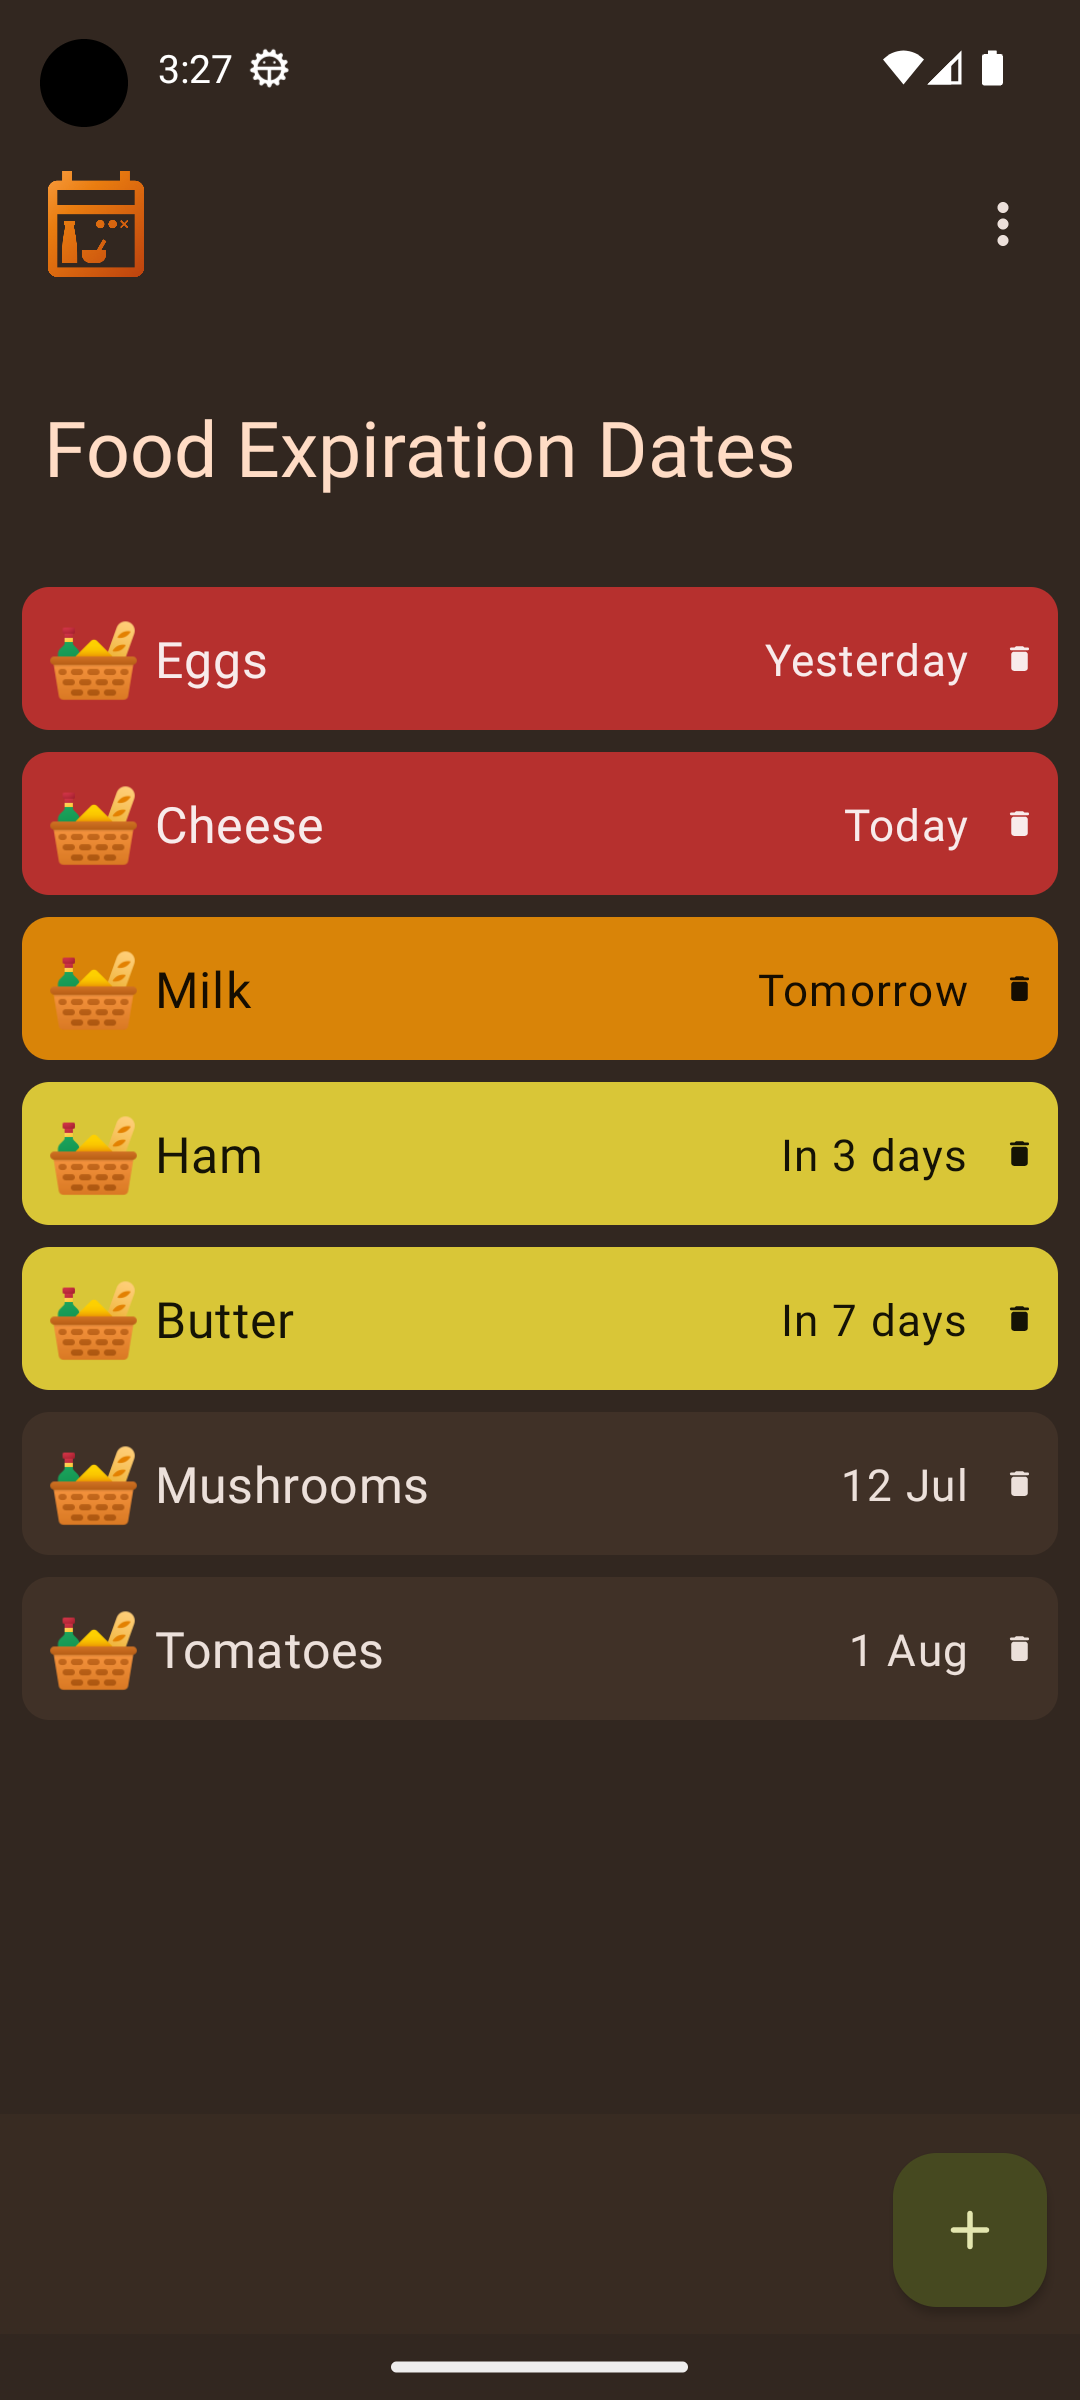 3:27
Food Expiration Dates
Eggs Yesterday
Cheese Today
Milk Tomorrow
Ham In 3 days
Butter In 7 days
Mushrooms 12 Jul
Tomatoes 1 Aug